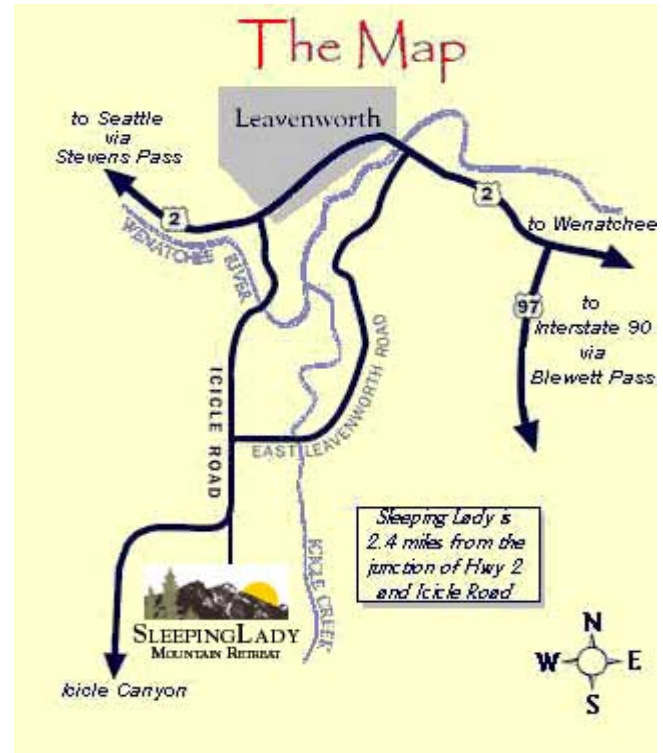 The Map
Leavenworth
to Seattle
via
Stevens Pass
2
WENATCHEE
RIVER
2
to Wenatchee
97
to
Interstate 90
via
Blewett Pass
ICICLE ROAD
EAST LEAVENWORTH ROAD
ICICLE CREEK
Sleeping Lady is
2.4 miles from the
junction of Hwy 2
and Icicle Road
SLEEPINGLADY
MOUNTAIN RETREAT
Icicle Canyon
N
W E
S